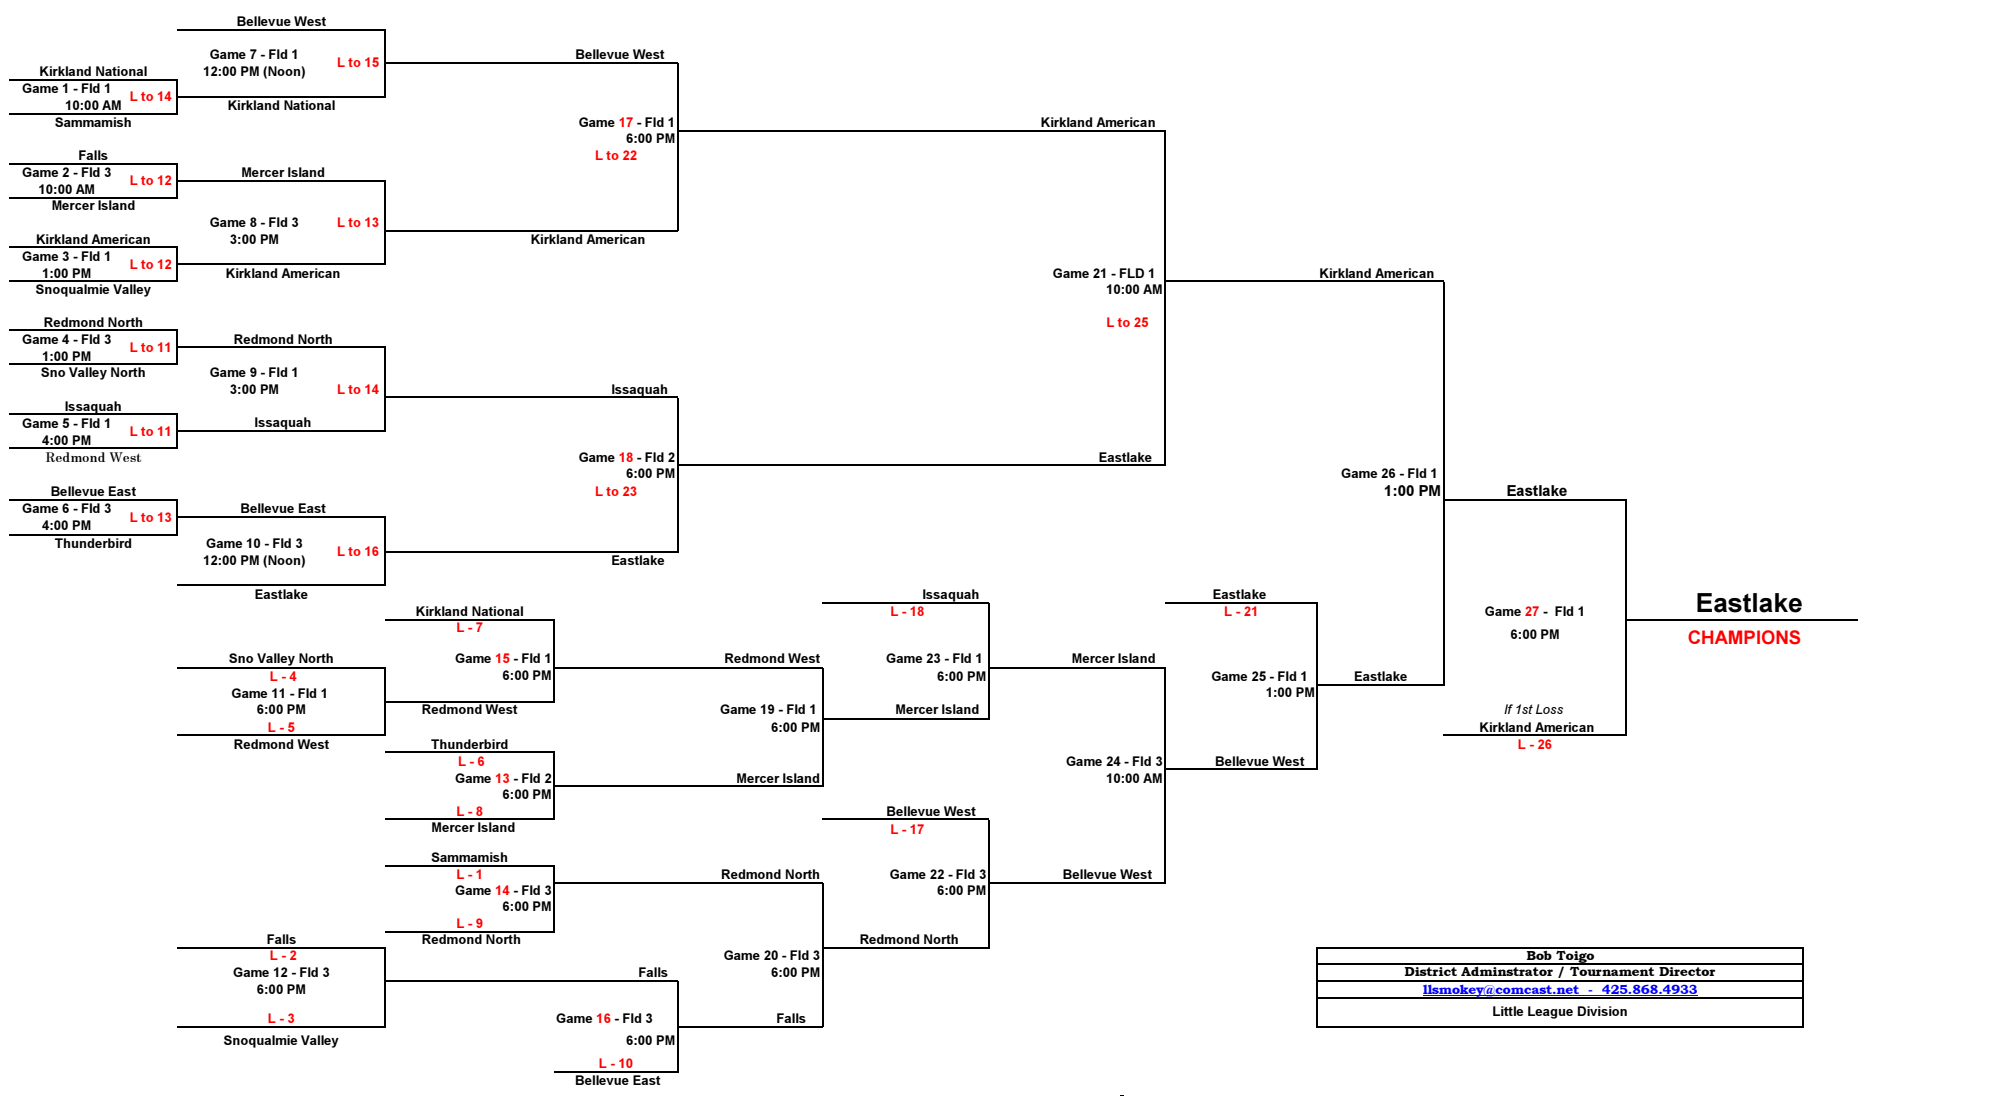 Bellevue West
Game 7 - Fld 1
12:00 PM (Noon)
L to 15
Kirkland National
Kirkland National
Game 1 - Fld 1
10:00 AM
L to 14
Sammamish
Bellevue West
Game 17 - Fld 1
6:00 PM
L to 22
Falls
Game 2 - Fld 3
10:00 AM
L to 12
Mercer Island
Mercer Island
Game 8 - Fld 3
3:00 PM
L to 13
Kirkland American
Kirkland American
Game 3 - Fld 1
1:00 PM
L to 12
Snoqualmie Valley
Kirkland American
Kirkland American
Game 21 - FLD 1
10:00 AM
L to 25
Kirkland American
Redmond North
Game 4 - Fld 3
1:00 PM
L to 11
Sno Valley North
Redmond North
Game 9 - Fld 1
3:00 PM
L to 14
Issaquah
Issaquah
Game 5 - Fld 1
4:00 PM
L to 11
Redmond West
Issaquah
Game 18 - Fld 2
6:00 PM
L to 23
Eastlake
Bellevue East
Game 6 - Fld 3
4:00 PM
L to 13
Thunderbird
Bellevue East
Game 10 - Fld 3
12:00 PM (Noon)
L to 16
Eastlake
Eastlake
Game 26 - Fld 1
1:00 PM
Eastlake
Game 27 - Fld 1
6:00 PM
If 1st Loss
Kirkland American
L - 26
Eastlake
CHAMPIONS
Kirkland National
L - 7
Game 15 - Fld 1
6:00 PM
Redmond West
Sno Valley North
L - 4
Game 11 - Fld 1
6:00 PM
L - 5
Redmond West
Thunderbird
L - 6
Game 13 - Fld 2
6:00 PM
L - 8
Mercer Island
Redmond West
Game 19 - Fld 1
6:00 PM
Mercer Island
Issaquah
L - 18
Game 23 - Fld 1
6:00 PM
Mercer Island
Mercer Island
Game 24 - Fld 3
10:00 AM
Bellevue West
Eastlake
L - 21
Game 25 - Fld 1
1:00 PM
Bellevue West
Eastlake
Bellevue West
L - 17
Game 22 - Fld 3
6:00 PM
Redmond North
Sammamish
L - 1
Game 14 - Fld 3
6:00 PM
L - 9
Redmond North
Redmond North
Game 20 - Fld 3
6:00 PM
Falls
Falls
L - 2
Game 12 - Fld 3
6:00 PM
L - 3
Snoqualmie Valley
Falls
Game 16 - Fld 3
6:00 PM
L - 10
Bellevue East
Bob Toigo
District Adminstrator / Tournament Director
llsmokey@comcast.net - 425.868.4933
Little League Division